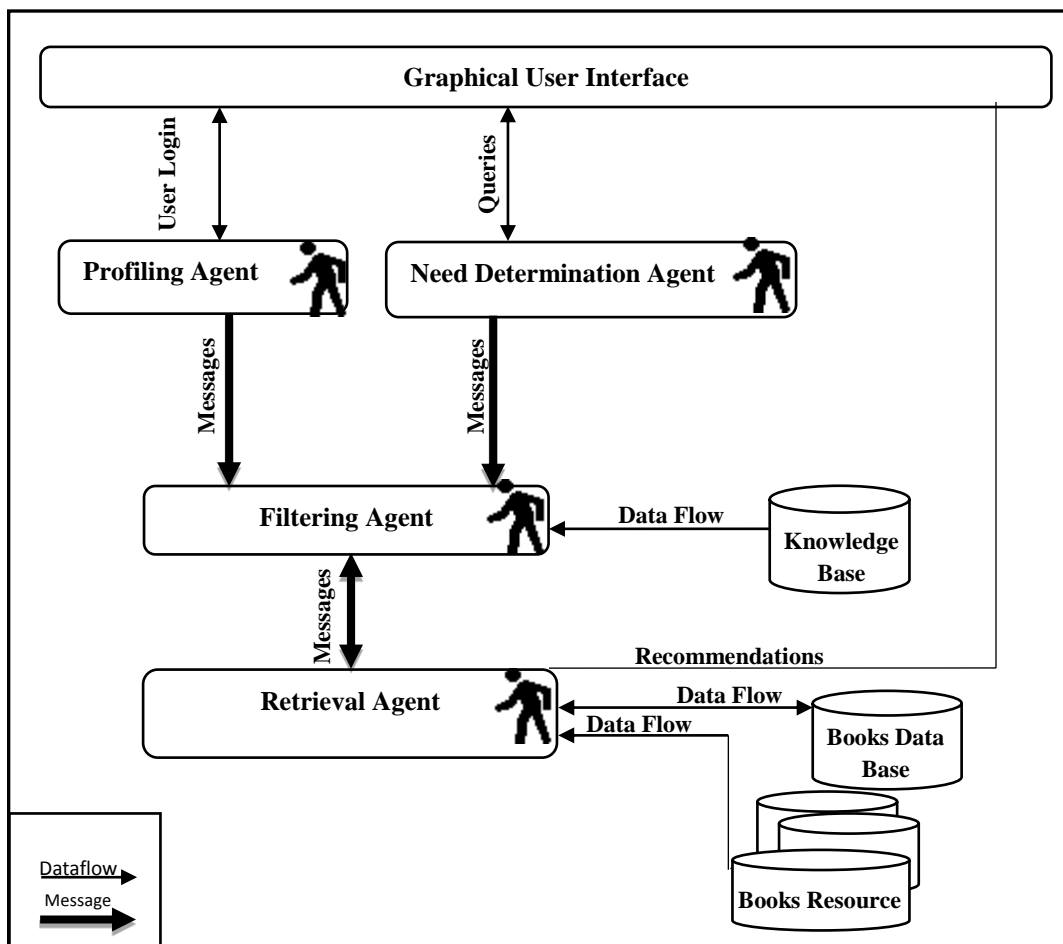 Graphical User Interface
User Login
Queries
Profiling Agent
Need Determination Agent
Messages
Messages
Filtering Agent
Data Flow
Knowledge
Base
Messages
Recommendations
Retrieval Agent
Data Flow
Data Flow
Books Data
Base
Books Resource
Dataflow
Message